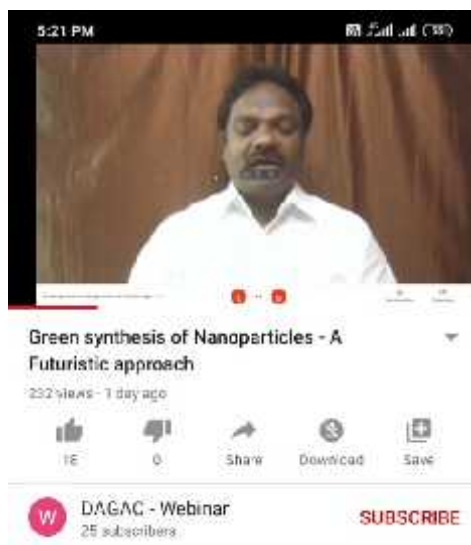 5:21 PM
Green synthesis of Nanoparticles - A
Futuristic approach
232 views · 1 day ago
18
0
Share
Download
Save
W
DAGAC - Webinar
SUBSCRIBE
25 subscribers